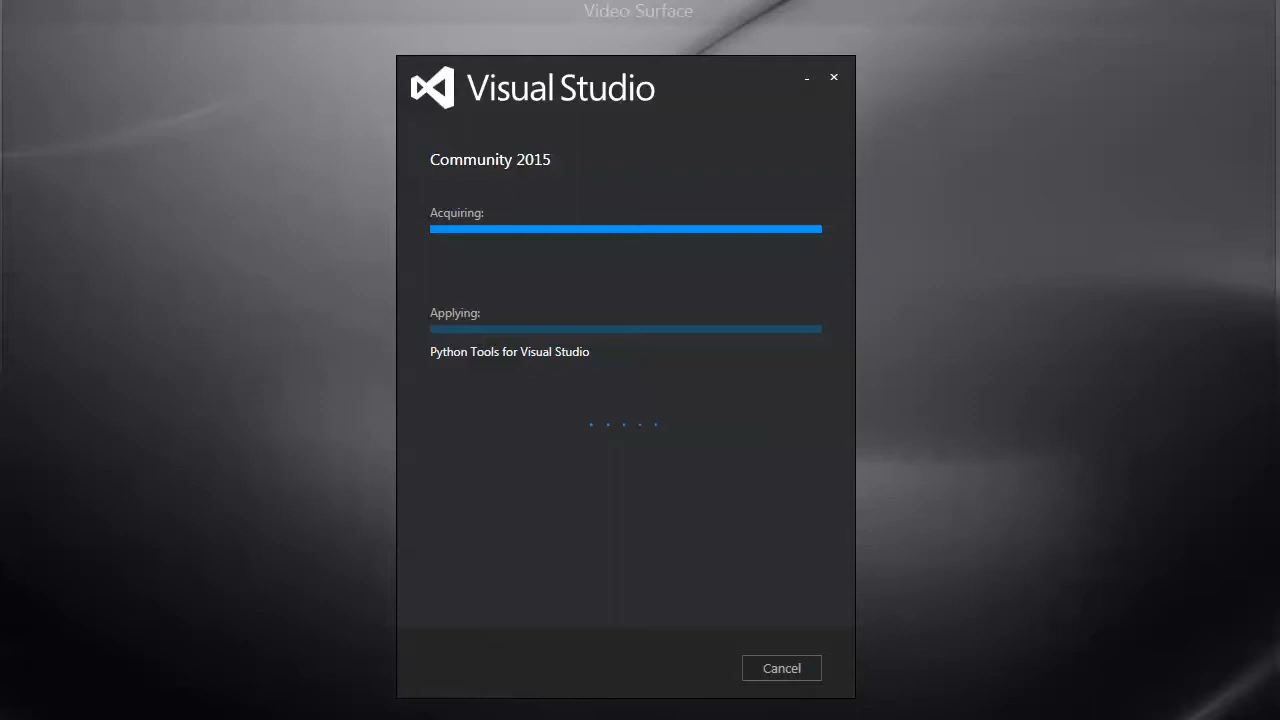 Video Surface
Visual Studio
Community 2015
Acquiring:
Applying:
Python Tools for Visual Studio
Cancel